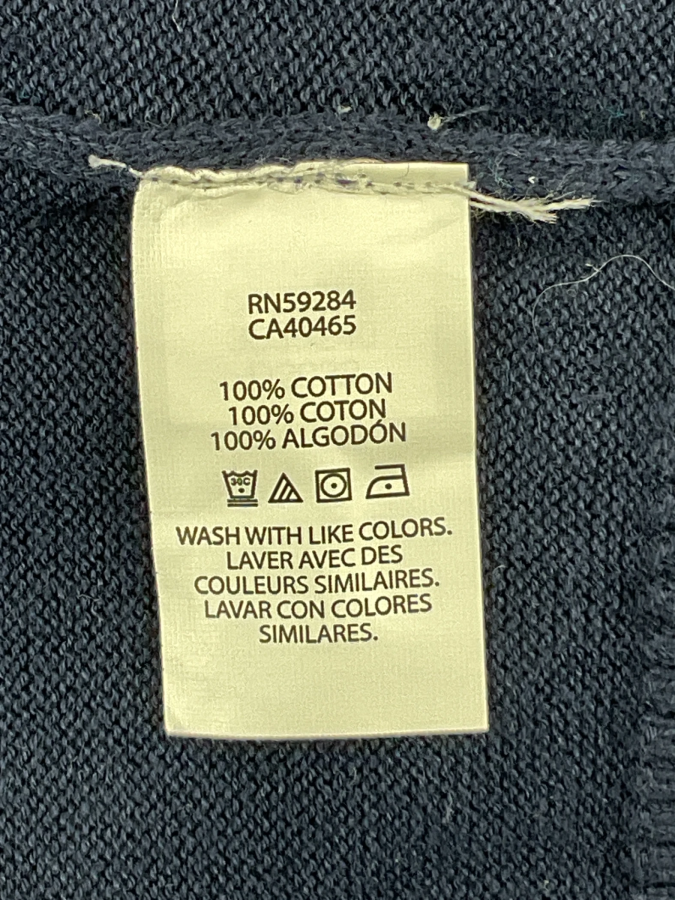 RN59284
CA40465
100% COTTON
100% COTON
100% ALGODÓN
30C
WASH WITH LIKE COLORS.
LAVER AVEC DES
COULEURS SIMILAIRES.
LAVAR CON COLORES
SIMILARES.